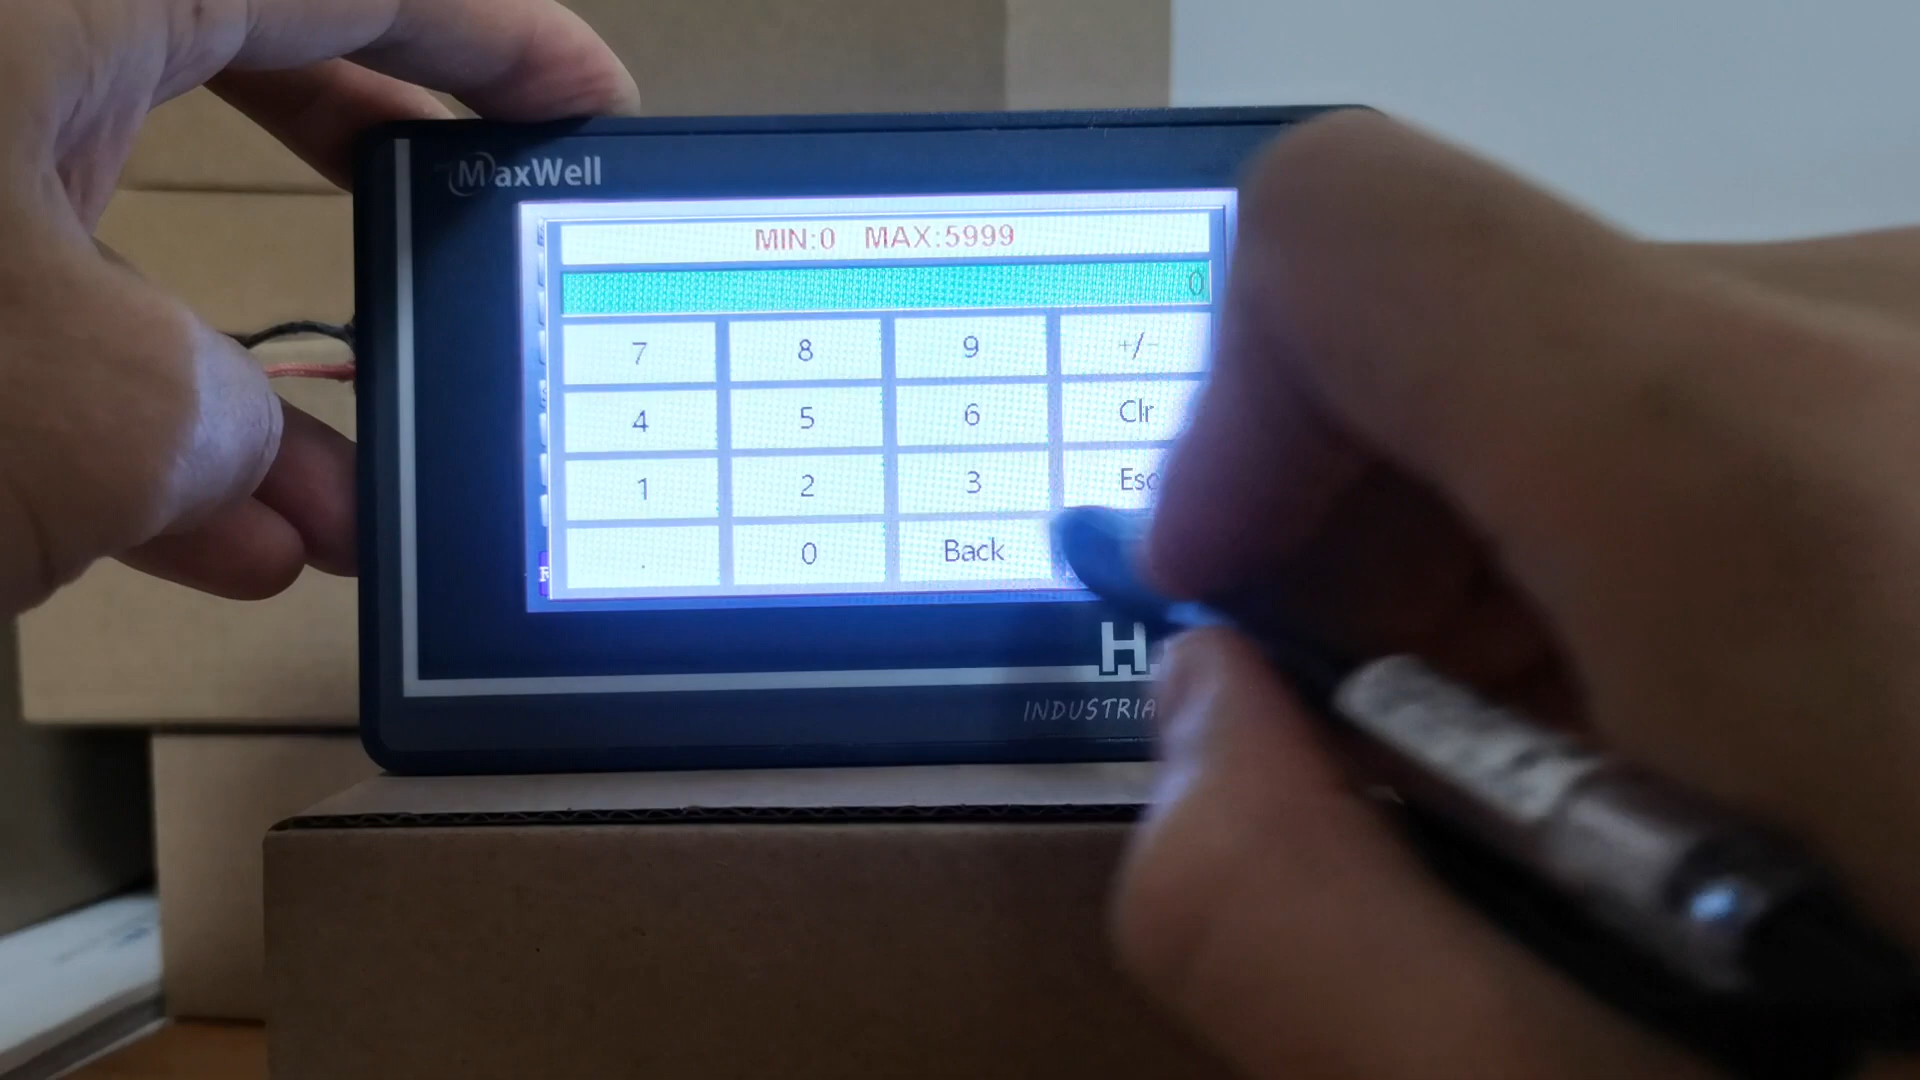 MaxWell
MIN:0 MAX:5999
0
7 8 9 +/-
4 5 6 Clr
1 2 3 Esc
. 0 Back
H
INDUSTRIA